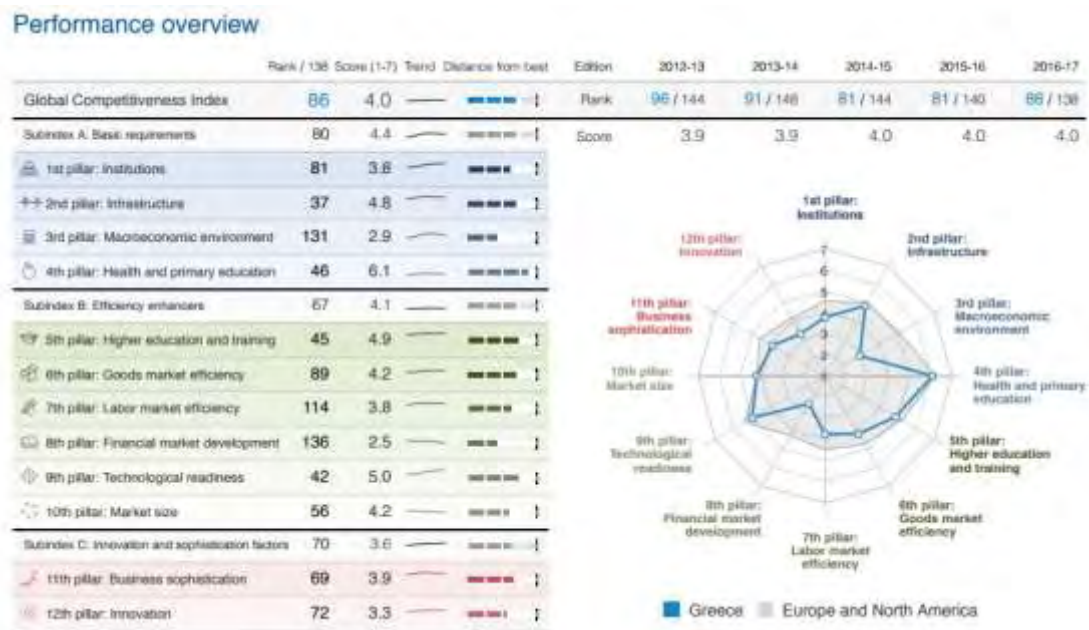 Performance overview
Rank / 138 Score (1-7) Trend Distance from best
Global Competitiveness Index 86 4.0
Subindex A: Basic requirements 80 4.4
1st pillar: Institutions 81 3.8
2nd pillar: Infrastructure 37 4.8
3rd pillar: Macroeconomic environment 131 2.9
4th pillar: Health and primary education 46 6.1
Subindex B: Efficiency enhancers 67 4.1
5th pillar: Higher education and training 45 4.9
6th pillar: Goods market efficiency 89 4.2
7th pillar: Labor market efficiency 114 3.8
8th pillar: Financial market development 136 2.5
9th pillar: Technological readiness 42 5.0
10th pillar: Market size 56 4.2
Subindex C: Innovation and sophistication factors 70 3.6
11th pillar: Business sophistication 69 3.9
12th pillar: Innovation 72 3.3
Edition 2012-13 2013-14 2014-15 2015-16 2016-17
Rank 96 / 144 91 / 148 81 / 144 81 / 140 86 / 138
Score 3.9 3.9 4.0 4.0 4.0
1st pillar:
Institutions
2nd pillar:
Infrastructure
3rd pillar:
Macroeconomic
environment
4th pillar:
Health and primary
education
5th pillar:
Higher education
and training
6th pillar:
Goods market
efficiency
7th pillar:
Labor market
efficiency
8th pillar:
Financial market
development
9th pillar:
Technological
readiness
10th pillar:
Market size
11th pillar:
Business
sophistication
12th pillar:
Innovation
7
6
5
3
2
Greece Europe and North America